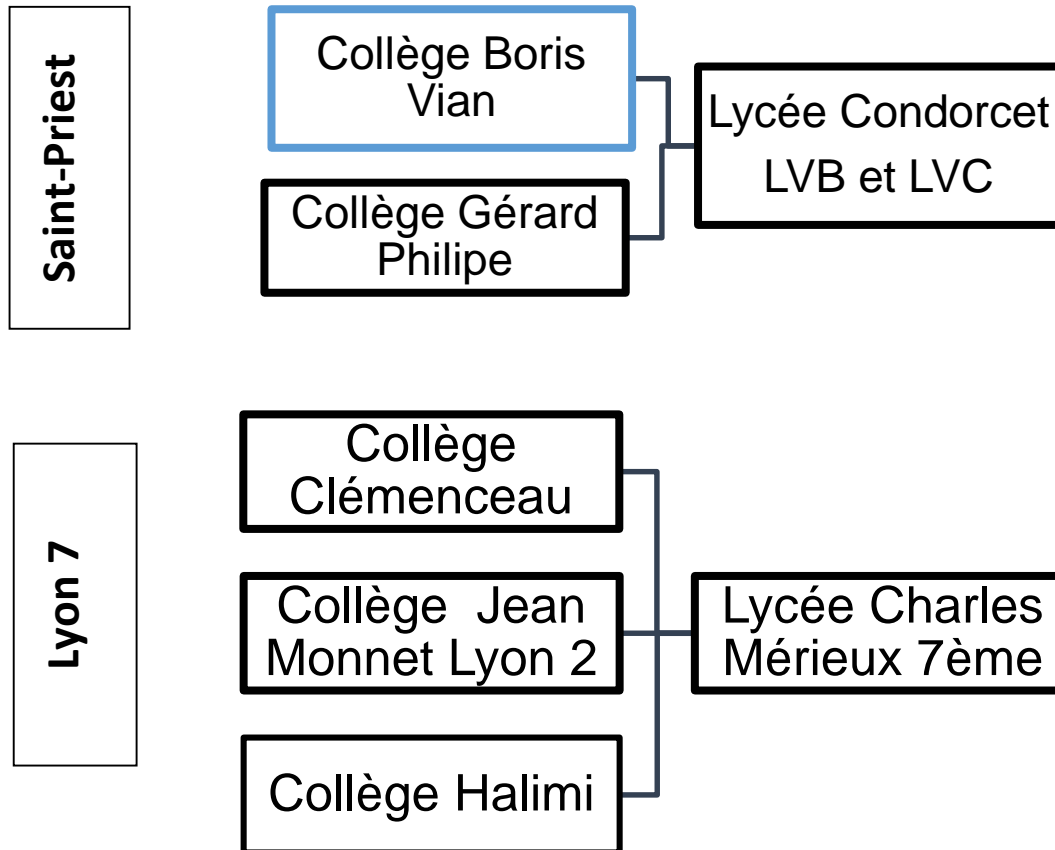 Saint-Priest
Collège Boris
Vian
Collège Gérard
Philipe
Lycée Condorcet
LVB et LVC
Lyon 7
Collège
Clémenceau
Collège  Jean
Monnet Lyon 2
Collège Halimi
Lycée Charles
Mérieux 7ème